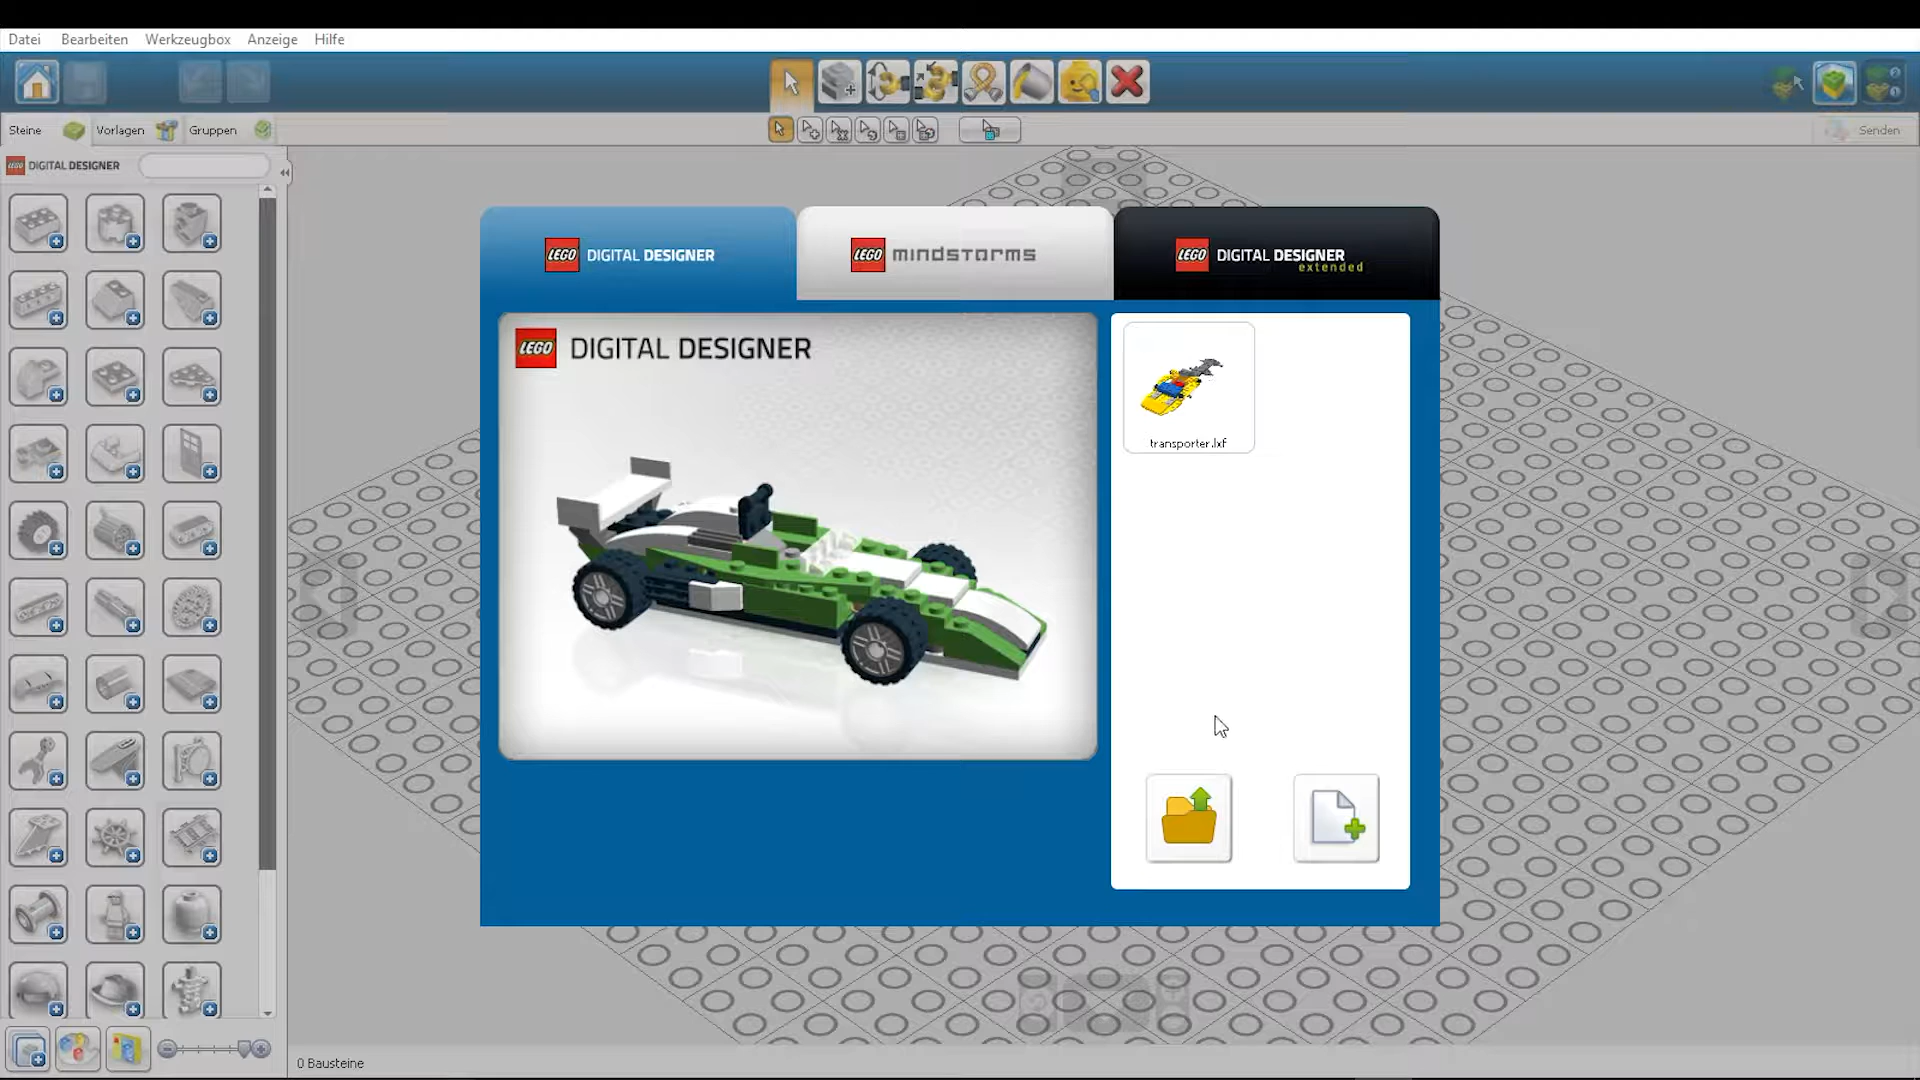 Datei Bearbeiten Werkzeugbox Anzeige Hilfe
Steine Vorlagen Gruppen
Senden
LEGO DIGITAL DESIGNER
LEGO DIGITAL DESIGNER
LEGO mindstorms
LEGO DIGITAL DESIGNER
extended
LEGO DIGITAL DESIGNER
transporter.lxf
0 Bausteine